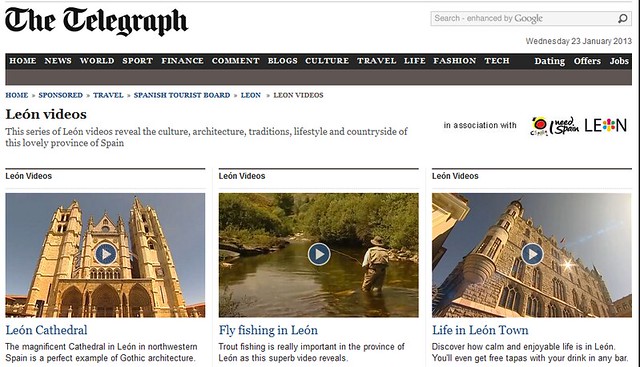 The Telegraph
Search - enhanced by Google
Wednesday 23 January 2013
HOME NEWS WORLD SPORT FINANCE COMMENT BLOGS CULTURE TRAVEL LIFE FASHION TECH Dating Offers Jobs
HOME » SPONSORED » TRAVEL » SPANISH TOURIST BOARD » LEON » LEON VIDEOS
León videos
This series of León videos reveal the culture, architecture, traditions, lifestyle and countryside of
this lovely province of Spain
in association with
I need Spain
LEON
León Videos
León Videos
León Videos
León Cathedral
The magnificent Cathedral in León in northwestern
Spain is a perfect example of Gothic architecture.
Fly fishing in León
Trout fishing is really important in the province of
León as this superb video reveals.
Life in León Town
Discover how calm and enjoyable life is in León.
You'll even get free tapas with your drink in any bar.